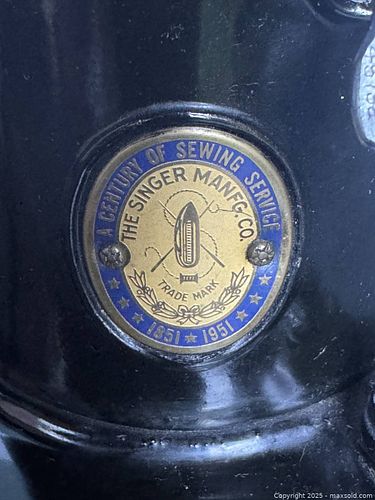 A CENTURY OF SEWING SERVICE
THE SINGER MANFG. CO.
TRADE MARK
1851 ★ 1951
Copyright 2025 - maxsold.com